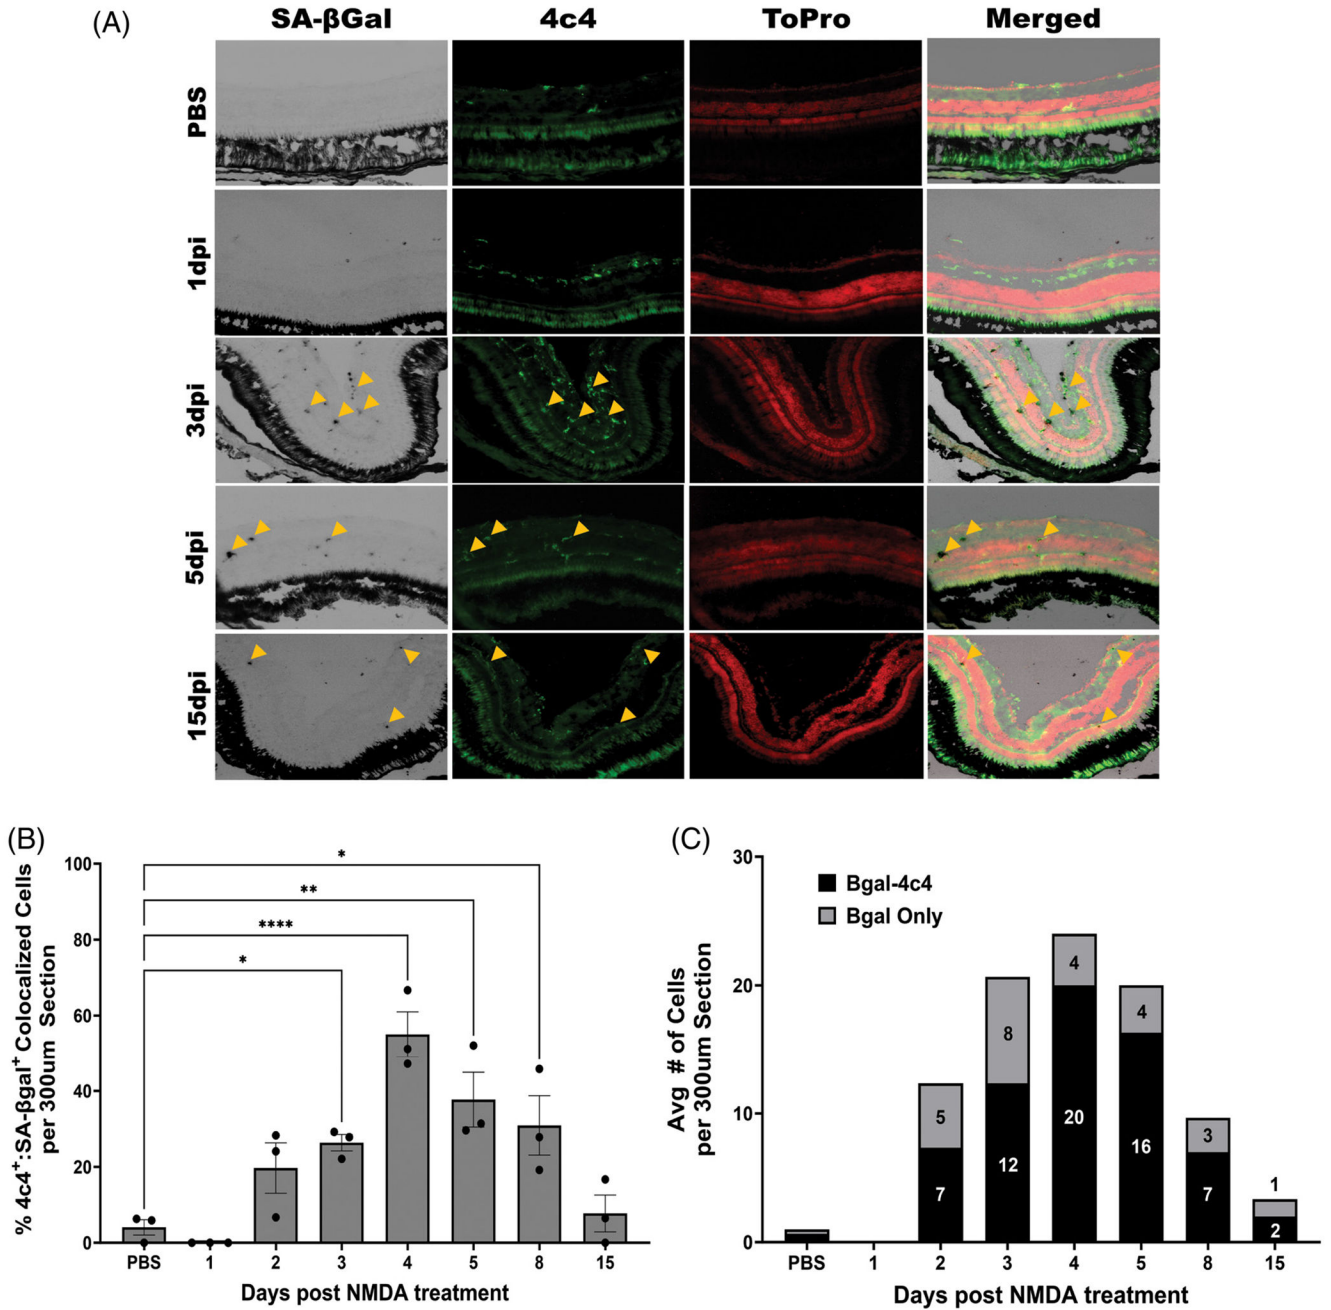 (A)
SA-βGal 4c4 ToPro Merged
PBS
1dpi
3dpi
5dpi
15dpi
(B)
% 4c4⁺:SA-βgal⁺ Colocalized Cells
per 300um Section
100
80
60
40
20
0
*
**
****
*
PBS 1 2 3 4 5 8 15
Days post NMDA treatment
(C)
Avg # of Cells
per 300um Section
30
20
10
0
Bgal-4c4
Bgal Only
5
7
8
12
4
20
4
16
3
7
1
2
PBS 1 2 3 4 5 8 15
Days post NMDA treatment